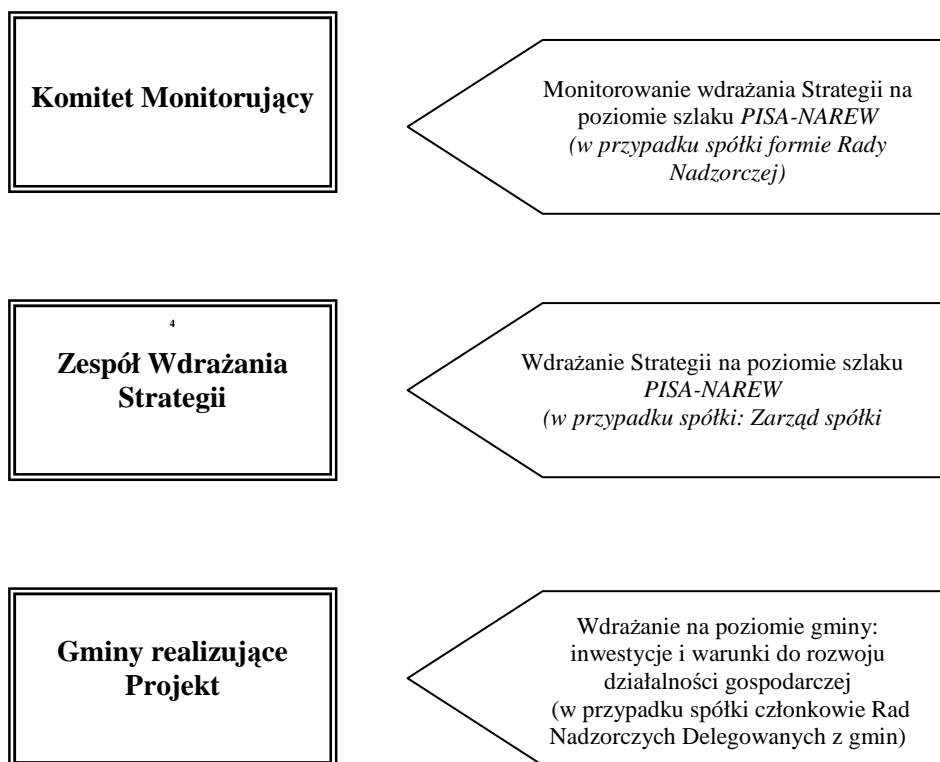 Komitet Monitorujący
Monitorowanie wdrażania Strategii na
poziomie szlaku PISA-NAREW
(w przypadku spółki formie Rady
Nadzorczej)
4
Zespół Wdrażania
Strategii
Wdrażanie Strategii na poziomie szlaku
PISA-NAREW
(w przypadku spółki: Zarząd spółki
Gminy realizujące
Projekt
Wdrażanie na poziomie gminy:
inwestycje i warunki do rozwoju
działalności gospodarczej
(w przypadku spółki członkowie Rad
Nadzorczych Delegowanych z gmin)